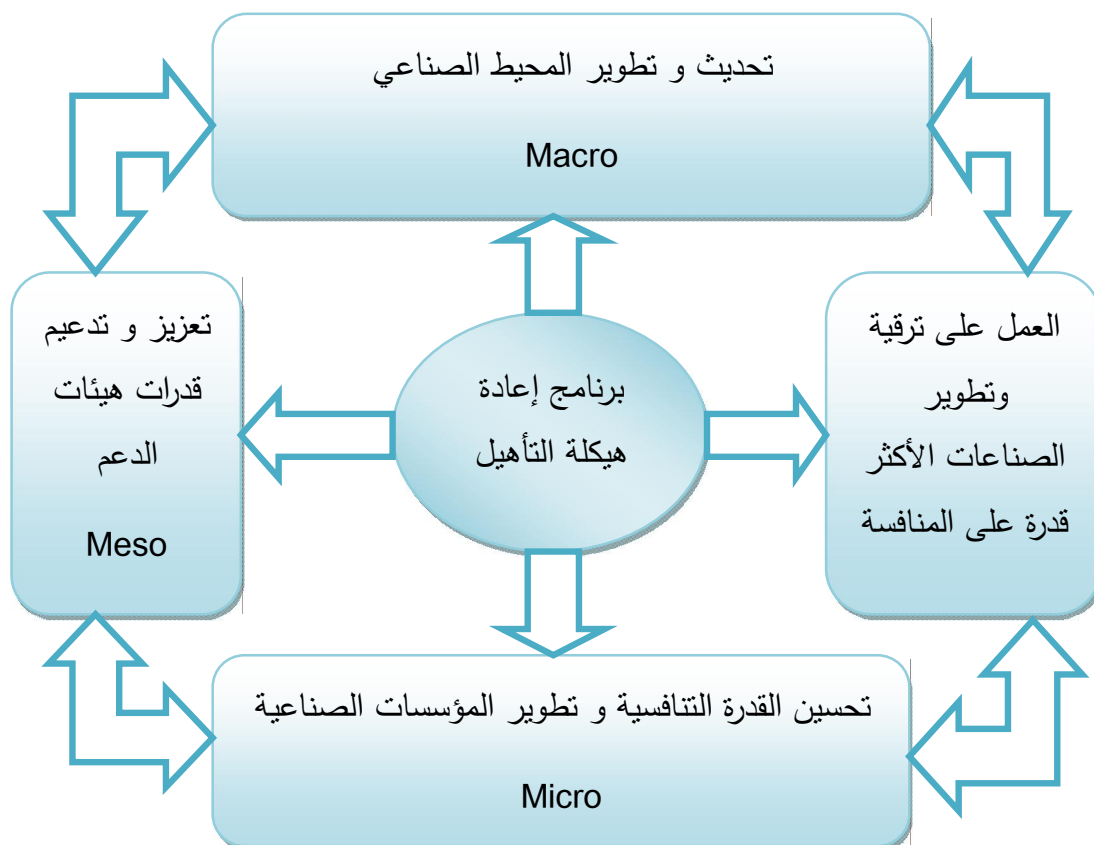 تحديث و تطوير المحيط الصناعي
Macro
العمل على ترقية
وتطوير
الصناعات الأكثر
قدرة على المنافسة
برنامج إعادة
هيكلة التأهيل
تعزيز و تدعيم
قدرات هيئات
الدعم
Meso
تحسين القدرة التنافسية و تطوير المؤسسات الصناعية
Micro